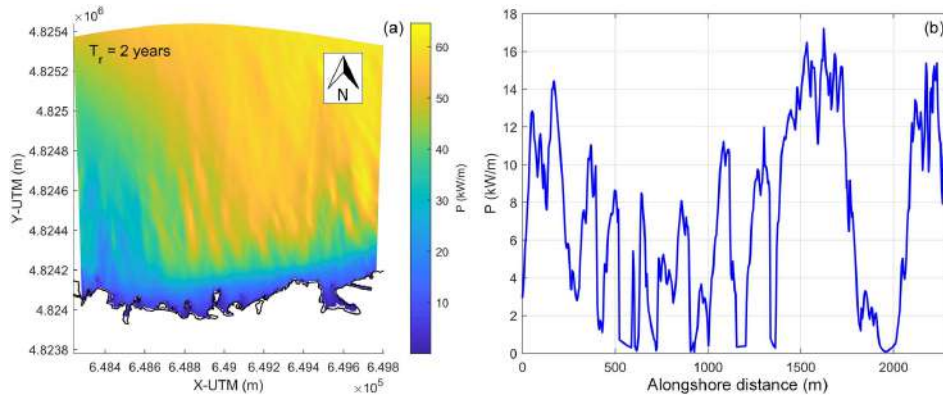 ×10^6
(a)
T_r = 2 years
N
4.8254
4.8252
4.825
4.8248
4.8246
4.8244
4.8242
4.824
4.8238
Y-UTM (m)
6.484 6.486 6.488 6.49 6.492 6.494 6.496 6.498
X-UTM (m)
×10^5
60
50
40
30
20
10
P (kW/m)
(b)
18
16
14
12
10
8
6
4
2
0
P (kW/m)
0 500 1000 1500 2000
Alongshore distance (m)